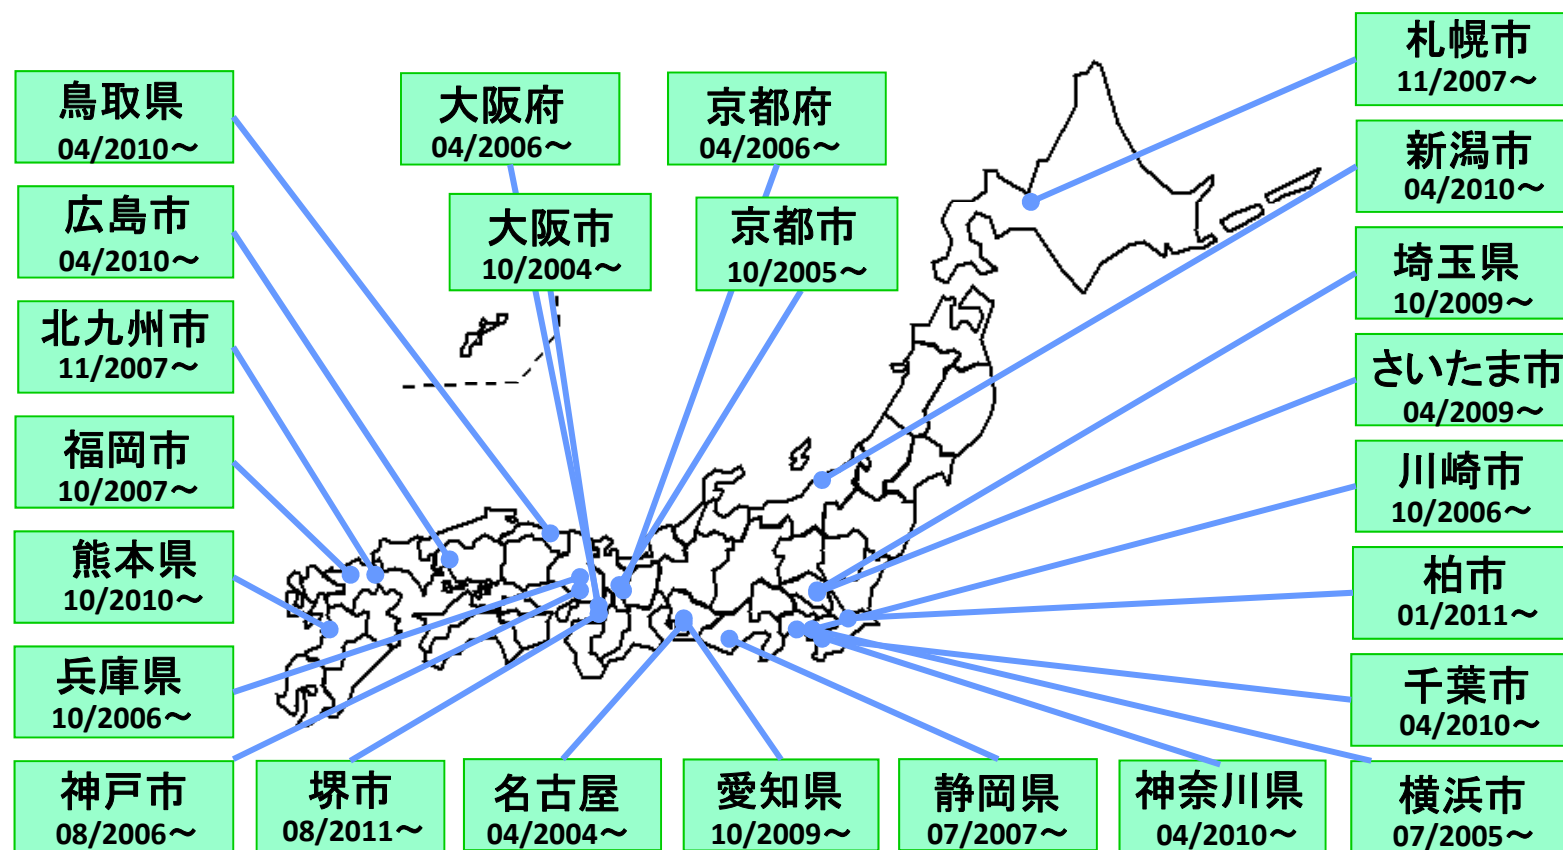 鳥取県
04/2010～
大阪府
04/2006～
京都府
04/2006～
札幌市
11/2007～
広島市
04/2010～
大阪市
10/2004～
京都市
10/2005～
新潟市
04/2010～
北九州市
11/2007～
埼玉県
10/2009～
福岡市
10/2007～
さいたま市
04/2009～
熊本県
10/2010～
川崎市
10/2006～
兵庫県
10/2006～
柏市
01/2011～
千葉市
04/2010～
神戸市
08/2006～
堺市
08/2011～
名古屋
04/2004～
愛知県
10/2009～
静岡県
07/2007～
神奈川県
04/2010～
横浜市
07/2005～